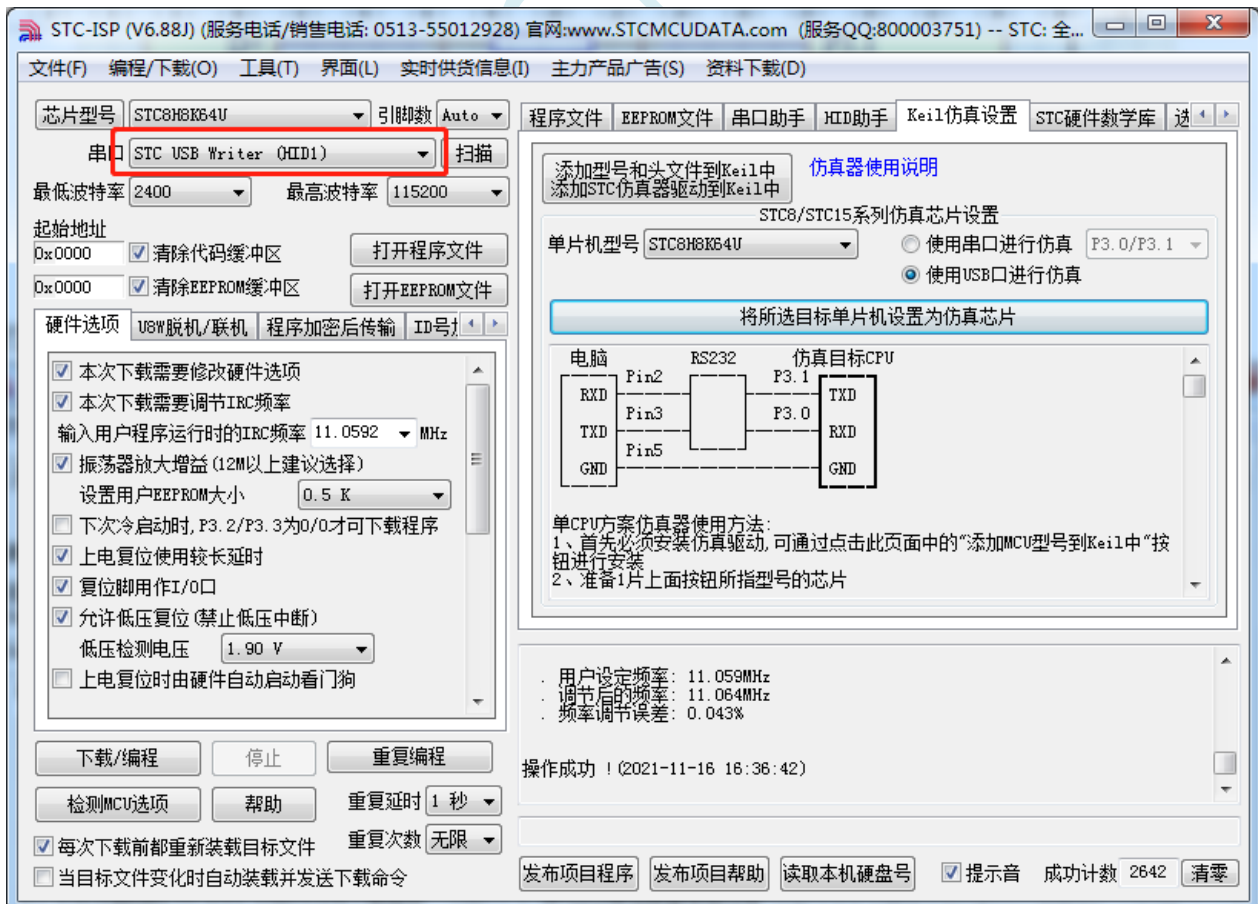 STC-ISP (V6.88J) (服务电话/销售电话: 0513-55012928) 官网:www.STCMCUDATA.com (服务QQ:800003751) -- STC: 全...
文件(F) 编程/下载(O) 工具(T) 界面(L) 实时供货信息(I) 主力产品广告(S) 资料下载(D)
芯片型号 STC8H8K64U 引脚数 Auto
串口 STC USB Writer (HID1) 扫描
最低波特率 2400 最高波特率 115200
起始地址
0x0000 清除代码缓冲区 打开程序文件
0x0000 清除EEPROM缓冲区 打开EEPROM文件
硬件选项 U8W脱机/联机 程序加密后传输 ID号
本次下载需要修改硬件选项
本次下载需要调节IRC频率
输入用户程序运行时的IRC频率 11.0592 MHz
振荡器放大增益(12M以上建议选择)
设置用户EEPROM大小 0.5 K
下次冷启动时, P3.2/P3.3为0/0才可下载程序
上电复位使用较长延时
复位脚用作I/O口
允许低压复位(禁止低压中断)
低压检测电压 1.90 V
上电复位时由硬件自动启动看门狗
下载/编程 停止 重复编程
检测MCU选项 帮助 重复延时 1 秒
每次下载前都重新装载目标文件 重复次数 无限
当目标文件变化时自动装载并发送下载命令
程序文件 EEPROM文件 串口助手 HID助手 Keil仿真设置 STC硬件数学库 选
添加型号和头文件到Keil中
添加STC仿真器驱动到Keil中 仿真器使用说明
STC8/STC15系列仿真芯片设置
单片机型号 STC8H8K64U 使用串口进行仿真 P3.0/P3.1
使用USB口进行仿真
将所选目标单片机设置为仿真芯片
电脑 RS232 仿真目标CPU
Pin2 P3.1
RXD TXD
Pin3 P3.0
TXD RXD
Pin5
GND GND
单CPU方案仿真器使用方法:
1、首先必须安装仿真驱动,可通过点击此页面中的"添加MCU型号到Keil中"按
钮进行安装
2、准备1片上面按钮所指型号的芯片
. 用户设定频率: 11.059MHz
. 调节后的频率: 11.064MHz
. 频率调节误差: 0.043%
操作成功 !(2021-11-16 16:36:42)
发布项目程序 发布项目帮助 读取本机硬盘号 提示音 成功计数 2642 清零